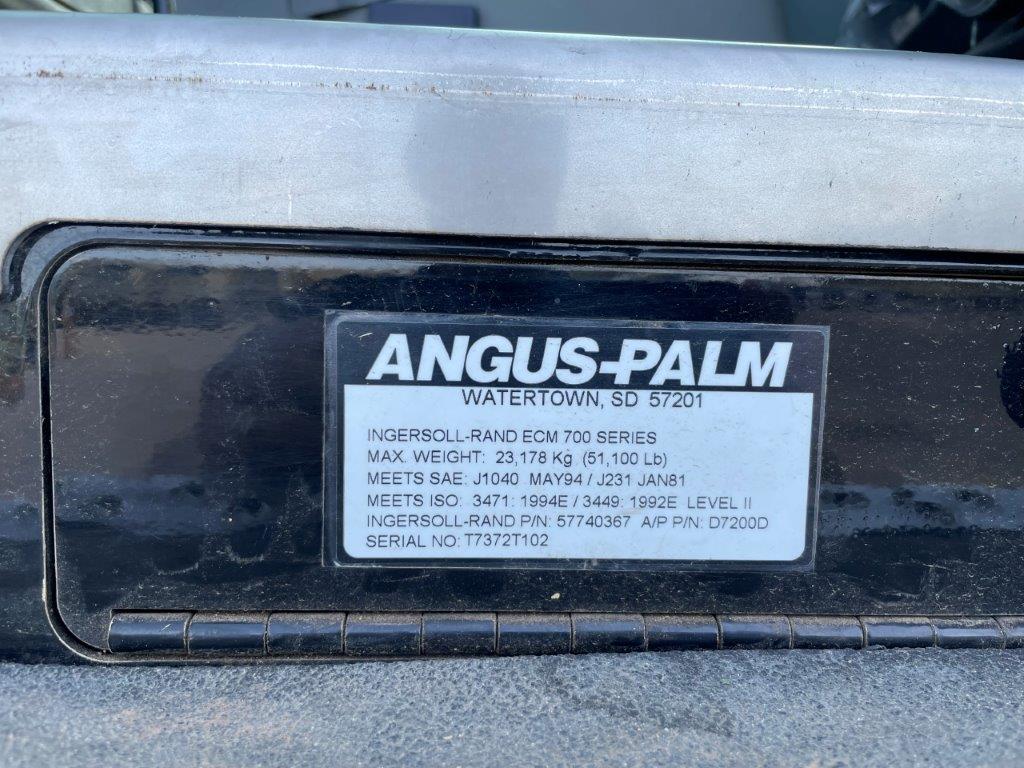 ANGUS-PALM
WATERTOWN, SD 57201
INGERSOLL-RAND ECM 700 SERIES
MAX. WEIGHT: 23,178 Kg (51,100 Lb)
MEETS SAE: J1040 MAY94 / J231 JAN81
MEETS ISO: 3471: 1994E / 3449: 1992E LEVEL II
INGERSOLL-RAND P/N: 57740367 A/P P/N: D7200D
SERIAL NO: T7372T102